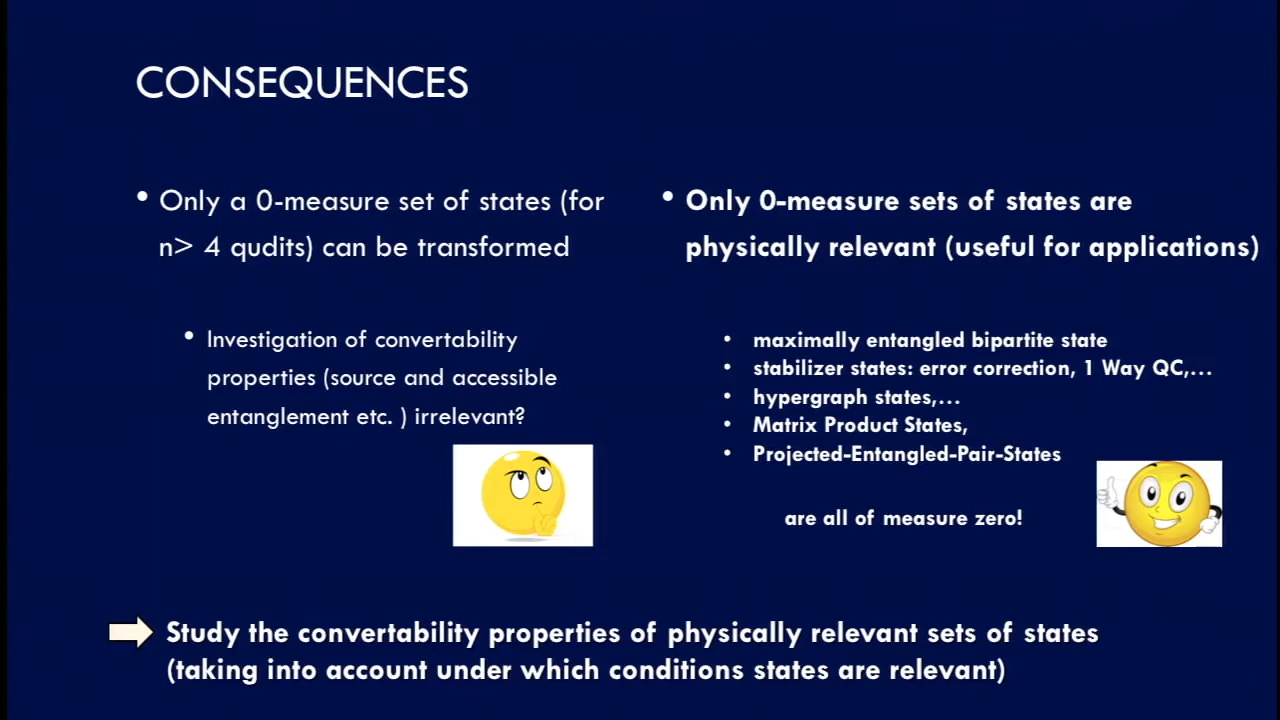 CONSEQUENCES
• Only a 0-measure set of states (for
n> 4 qudits) can be transformed
• Investigation of convertability
properties (source and accessible
entanglement etc. ) irrelevant?
• Only 0-measure sets of states are
physically relevant (useful for applications)
• maximally entangled bipartite state
• stabilizer states: error correction, 1 Way QC,...
• hypergraph states,...
• Matrix Product States,
• Projected-Entangled-Pair-States
are all of measure zero!
Study the convertability properties of physically relevant sets of states
(taking into account under which conditions states are relevant)